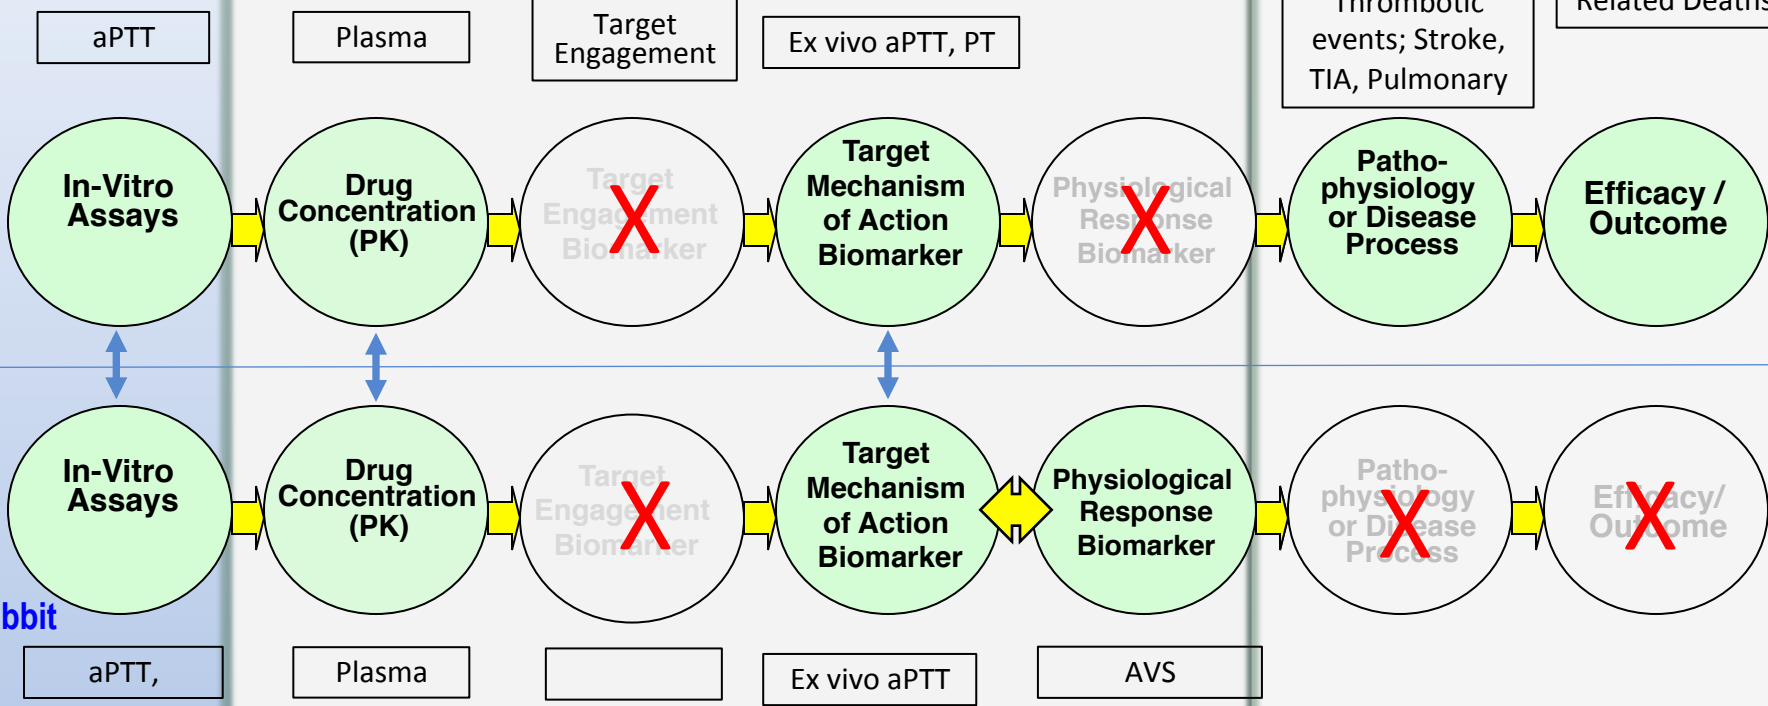 aPTT
Plasma
Target
Engagement
Ex vivo aPTT, PT
Thrombotic
events; Stroke,
TIA, Pulmonary
Related Deaths
In-Vitro
Assays
Drug
Concentration
(PK)
Target
Engagement
Biomarker
X
Target
Mechanism
of Action
Biomarker
Physiological
Response
Biomarker
X
Patho-
physiology
or Disease
Process
Efficacy /
Outcome
In-Vitro
Assays
Drug
Concentration
(PK)
Target
Engagement
Biomarker
X
Target
Mechanism
of Action
Biomarker
Physiological
Response
Biomarker
Patho-
physiology
or Disease
Process
X
Efficacy/
Outcome
X
bbit
aPTT,
Plasma
Ex vivo aPTT
AVS